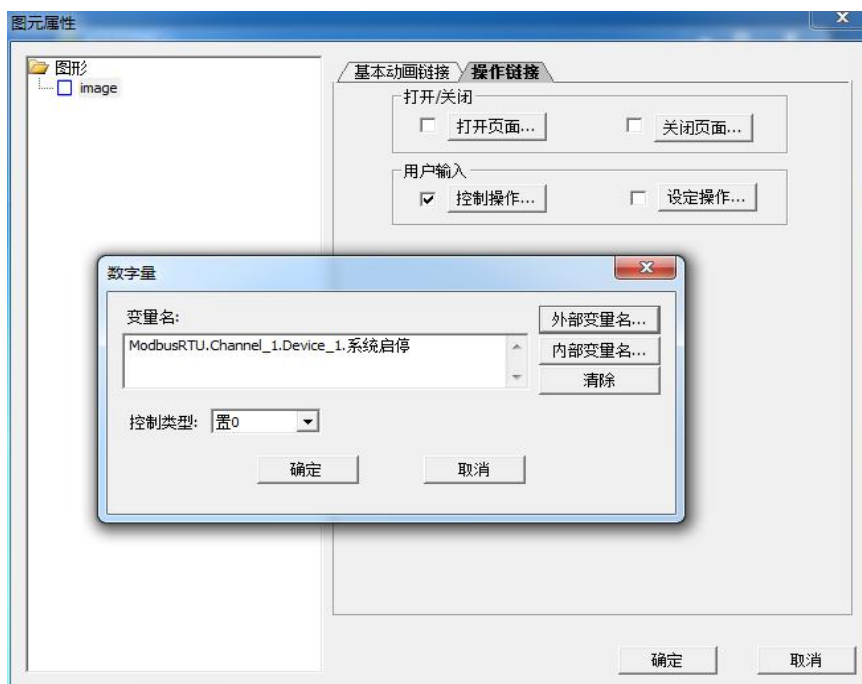 图元属性
图形
image
基本动画链接 操作链接
打开/关闭
打开页面... 关闭页面...
用户输入
控制操作... 设定操作...
数字量
变量名:
外部变量名...
ModbusRTU.Channel_1.Device_1.系统启停
内部变量名...
清除
控制类型: 置0
确定 取消
确定 取消